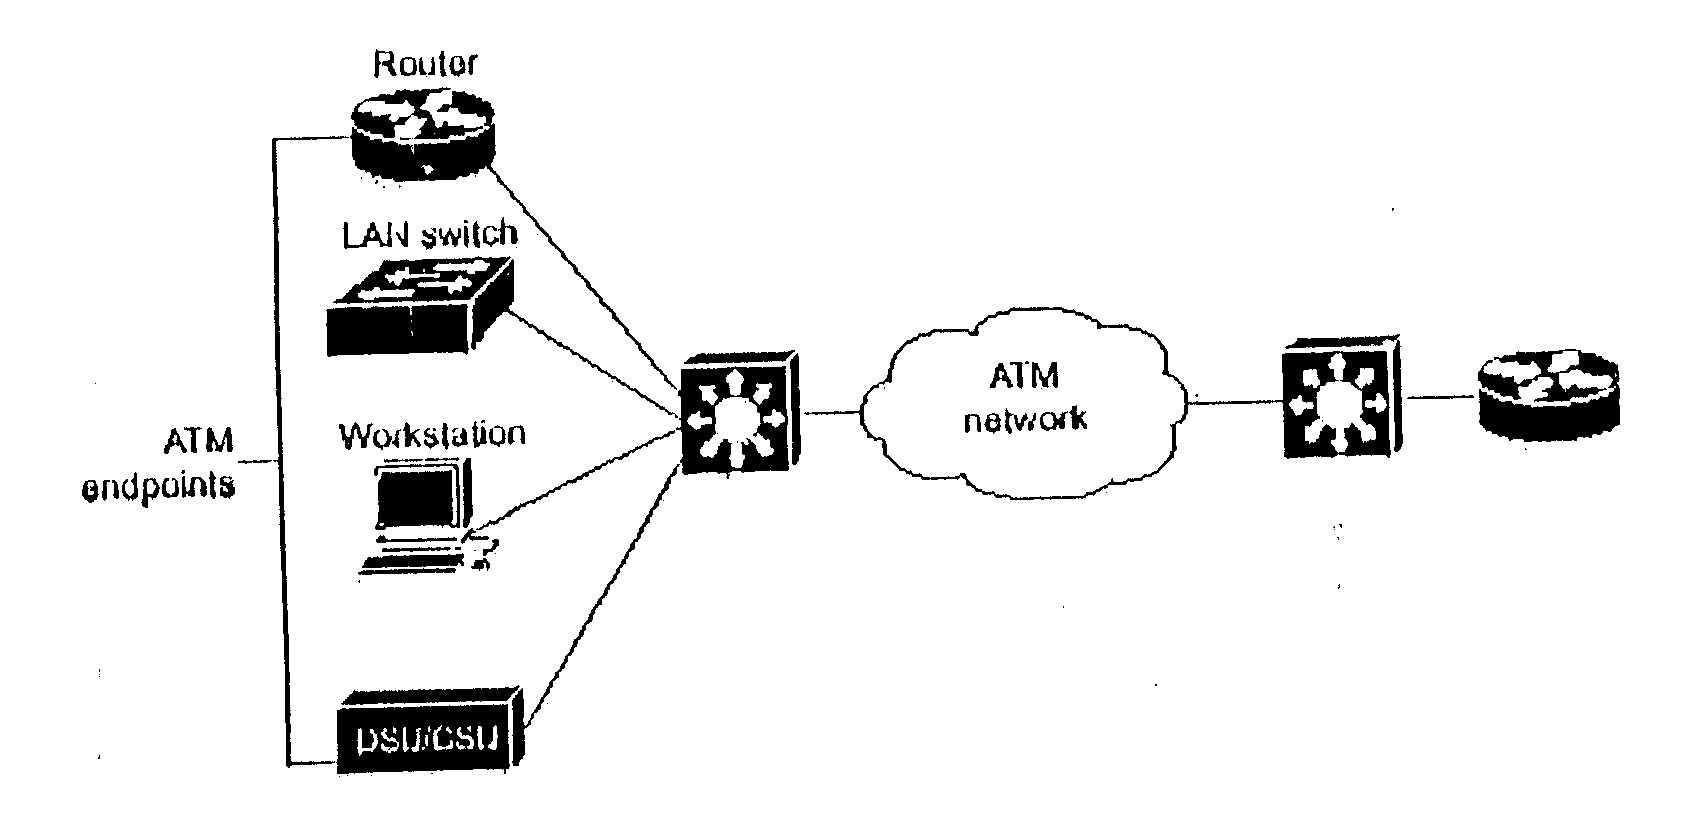 Router
LAN switch
Workstation
ATM
endpoints
DSU/CSU
ATM
network